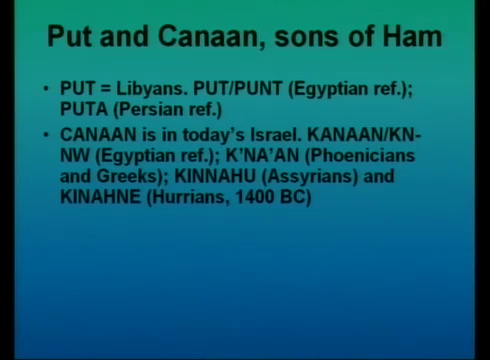 Put and Canaan, sons of Ham
• PUT = Libyans. PUT/PUNT (Egyptian ref.);
PUTA (Persian ref.)
• CANAAN is in today's Israel. KANAAN/KN-
NW (Egyptian ref.); K'NA'AN (Phoenicians
and Greeks); KINNAHU (Assyrians) and
KINAHNE (Hurrians, 1400 BC)